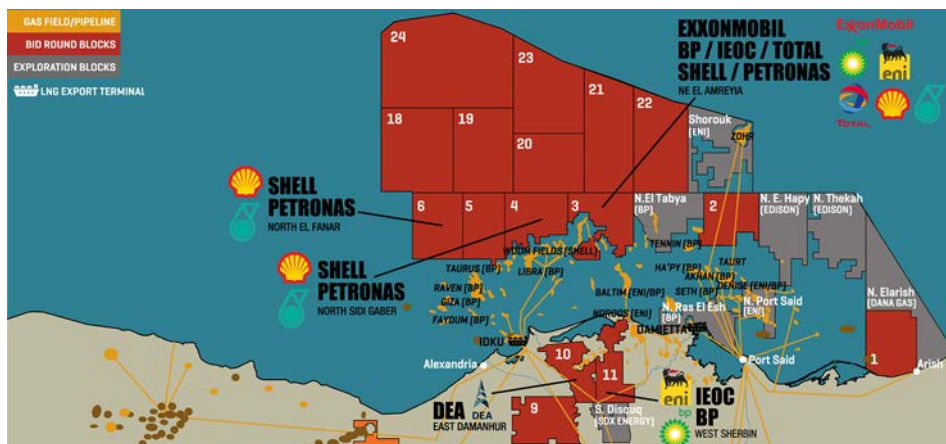 GAS FIELD/PIPELINE
BID ROUND BLOCKS
EXPLORATION BLOCKS
LNG EXPORT TERMINAL
EXXONMOBIL
BP / IEOC / TOTAL
SHELL / PETRONAS
NE EL AMREYIA
ExxonMobil
eni
TOTAL
24
23
21
22
18
19
20
Shorouk
[ENI]
ZOHR
SHELL
PETRONAS
NORTH EL FANAR
6
5
4
3
N.El Tabya
[BP]
2
N. E. Hapy
[EDISON]
N. Thekah
[EDISON]
SHELL
PETRONAS
NORTH SIDI GABER
WDDM FIELDS [SHELL]
TENNIN [BP]
TAURUS [BP]
LIBRA [BP]
HA'PY [BP]
TAURT
AKHAN [BP]
RAVEN [BP]
GIZA [BP]
FAYOUM [BP]
BALTIM [ENI/BP]
SETH [BP]
DENISE [ENI/BP]
NOROOS [ENI]
N. Ras El Esh
[BP]
N. Port Said
[ENI]
N. Elarish
[DANA GAS]
IDKU
DAMIETTA
Alexandria
Port Said
1
Arish
10
11
9
DEA
DEA
EAST DAMANHUR
S. Disouq
[SDX ENERGY]
eni
bp
IEOC
BP
WEST SHERBIN